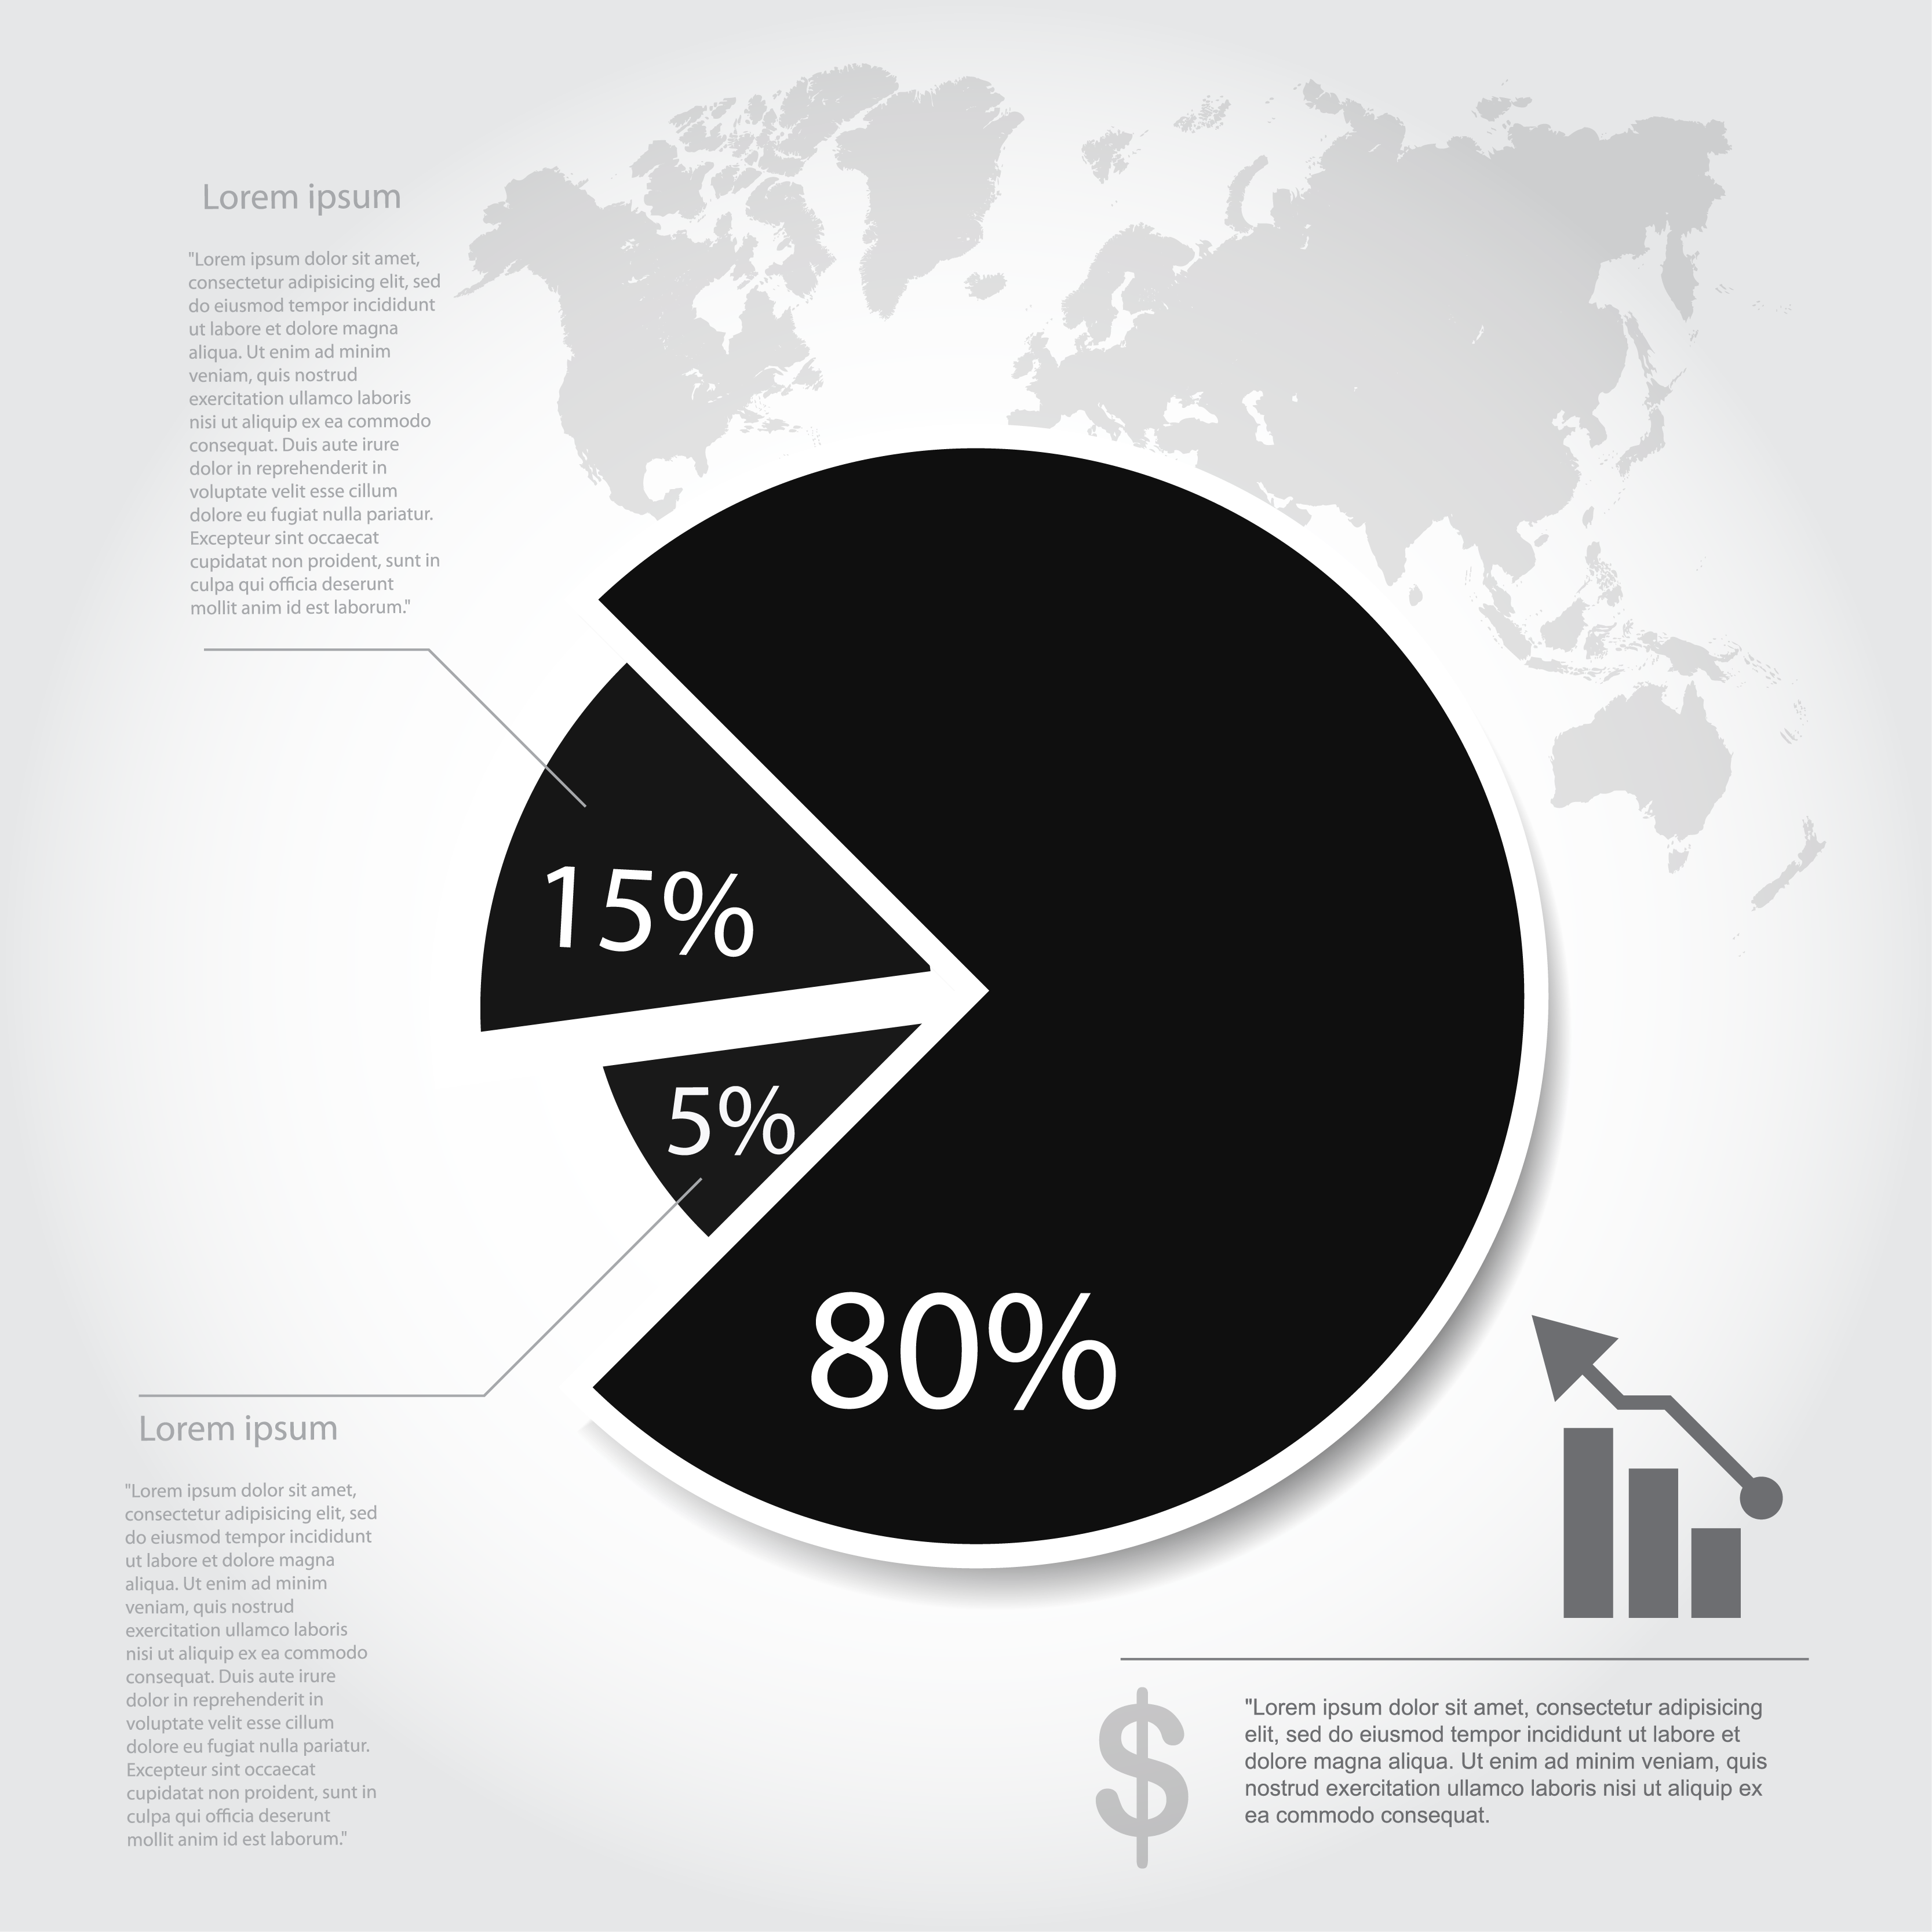 Lorem ipsum
"Lorem ipsum dolor sit amet,
consectetur adipisicing elit, sed
do eiusmod tempor incididunt
ut labore et dolore magna
aliqua. Ut enim ad minim
veniam, quis nostrud
exercitation ullamco laboris
nisi ut aliquip ex ea commodo
consequat. Duis aute irure
dolor in reprehenderit in
voluptate velit esse cillum
dolore eu fugiat nulla pariatur.
Excepteur sint occaecat
cupidatat non proident, sunt in
culpa qui officia deserunt
mollit anim id est laborum."
15%
5%
80%
Lorem ipsum
"Lorem ipsum dolor sit amet,
consectetur adipisicing elit, sed
do eiusmod tempor incididunt
ut labore et dolore magna
aliqua. Ut enim ad minim
veniam, quis nostrud
exercitation ullamco laboris
nisi ut aliquip ex ea commodo
consequat. Duis aute irure
dolor in reprehenderit in
voluptate velit esse cillum
dolore eu fugiat nulla pariatur.
Excepteur sint occaecat
cupidatat non proident, sunt in
culpa qui officia deserunt
mollit anim id est laborum."
$
"Lorem ipsum dolor sit amet, consectetur adipisicing
elit, sed do eiusmod tempor incididunt ut labore et
dolore magna aliqua. Ut enim ad minim veniam, quis
nostrud exercitation ullamco laboris nisi ut aliquip ex
ea commodo consequat.